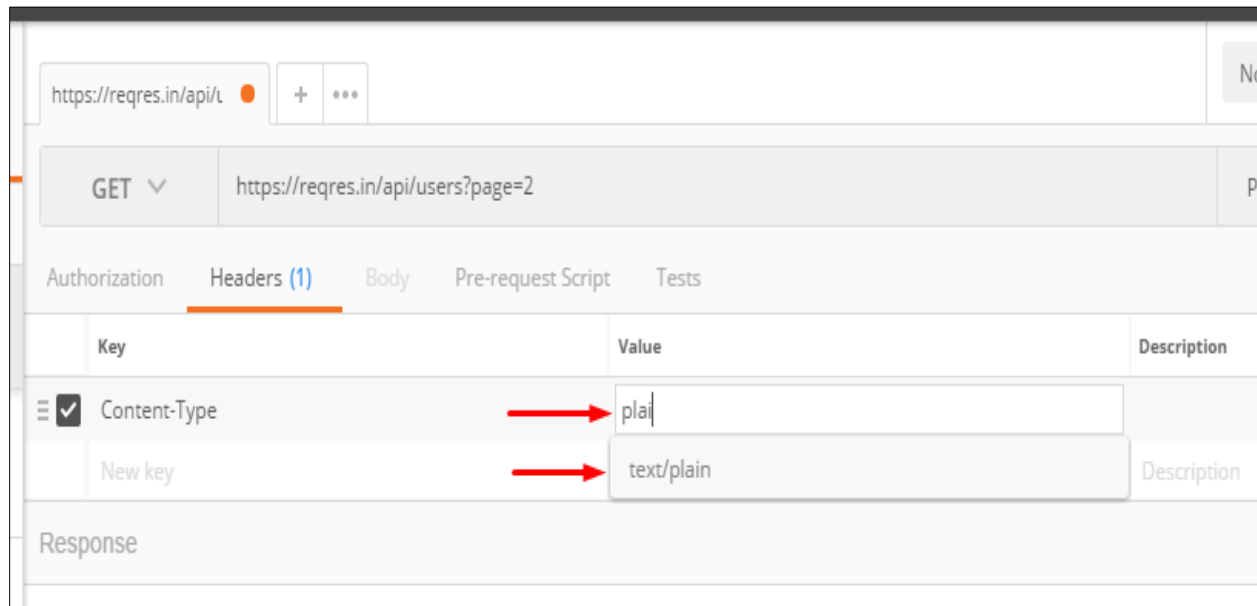 No
https://reqres.in/api/u
+ •••
GET https://reqres.in/api/users?page=2 P
Authorization Headers (1) Body Pre-request Script Tests
Key Value Description
Content-Type plai
New key text/plain Description
Response